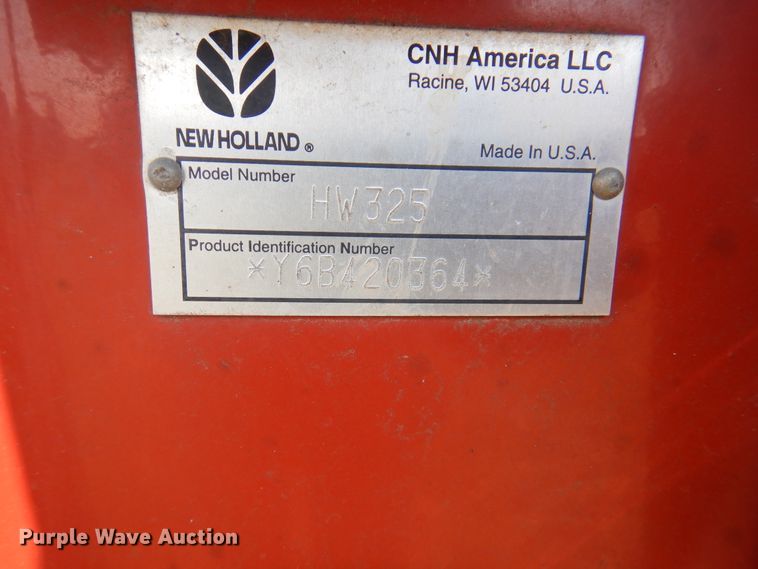 CNH America LLC
Racine, WI 53404 U.S.A.
NEW HOLLAND ®
Made In U.S.A.
Model Number
HW325
Product Identification Number
*Y6B420364*
Purple Wave Auction